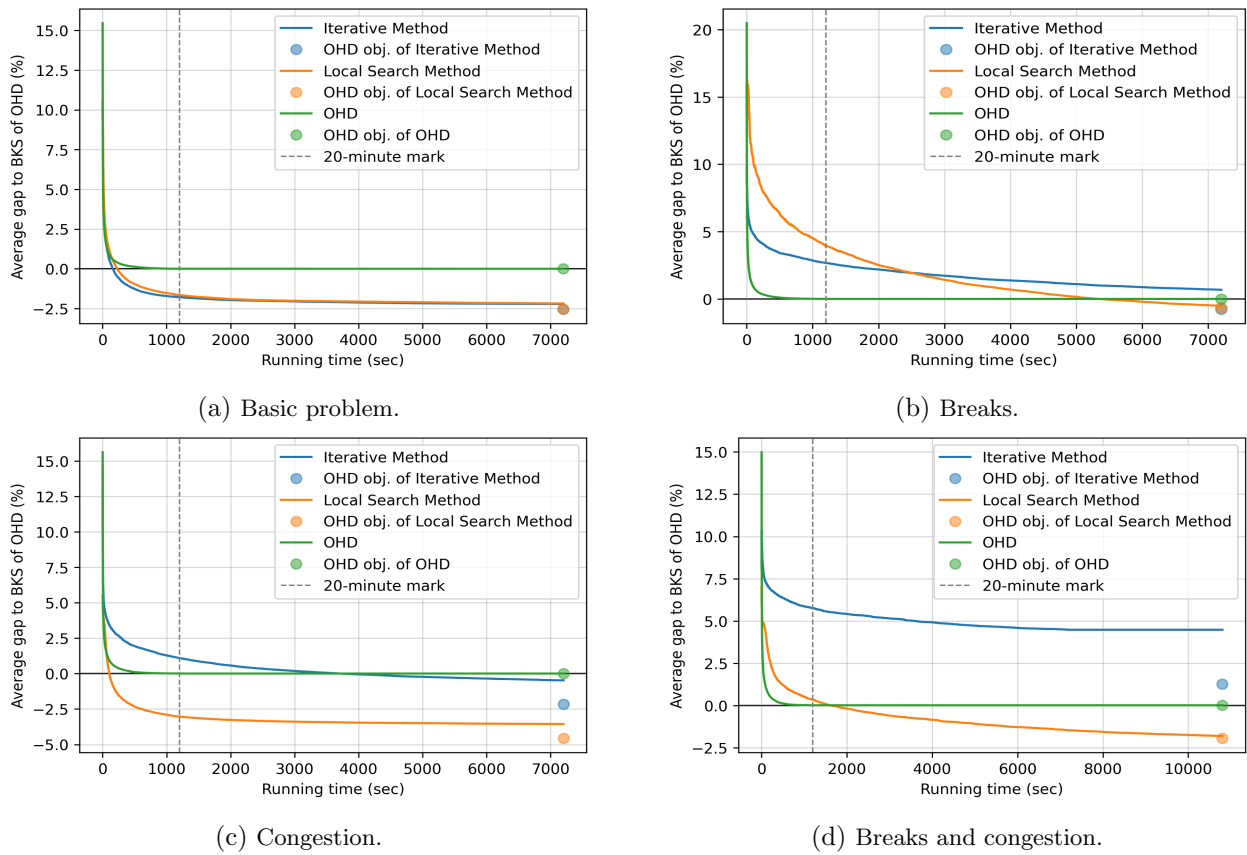 15.0
12.5
10.0
7.5
5.0
2.5
0.0
−2.5
Average gap to BKS of OHD (%)
Iterative Method
OHD obj. of Iterative Method
Local Search Method
OHD obj. of Local Search Method
OHD
OHD obj. of OHD
20-minute mark
0 1000 2000 3000 4000 5000 6000 7000
Running time (sec)
(a) Basic problem.
20
15
10
5
0
Average gap to BKS of OHD (%)
Iterative Method
OHD obj. of Iterative Method
Local Search Method
OHD obj. of Local Search Method
OHD
OHD obj. of OHD
20-minute mark
0 1000 2000 3000 4000 5000 6000 7000
Running time (sec)
(b) Breaks.
15.0
12.5
10.0
7.5
5.0
2.5
0.0
−2.5
−5.0
Average gap to BKS of OHD (%)
Iterative Method
OHD obj. of Iterative Method
Local Search Method
OHD obj. of Local Search Method
OHD
OHD obj. of OHD
20-minute mark
0 1000 2000 3000 4000 5000 6000 7000
Running time (sec)
(c) Congestion.
15.0
12.5
10.0
7.5
5.0
2.5
0.0
−2.5
Average gap to BKS of OHD (%)
Iterative Method
OHD obj. of Iterative Method
Local Search Method
OHD obj. of Local Search Method
OHD
OHD obj. of OHD
20-minute mark
0 2000 4000 6000 8000 10000
Running time (sec)
(d) Breaks and congestion.